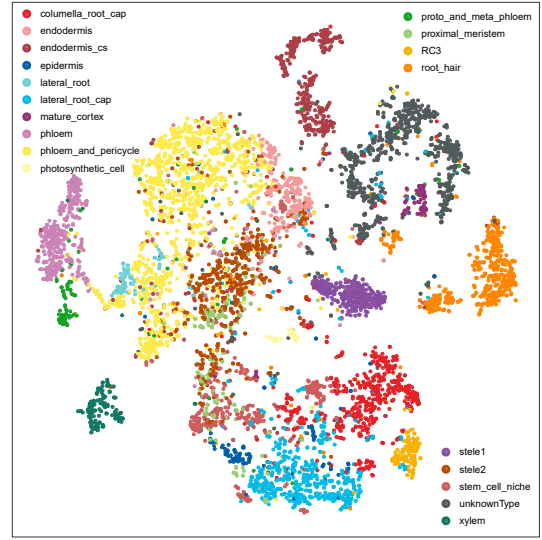 columella_root_cap
endodermis
endodermis_cs
epidermis
lateral_root
lateral_root_cap
mature_cortex
phloem
phloem_and_pericycle
photosynthetic_cell
proto_and_meta_phloem
proximal_meristem
RC3
root_hair
stele1
stele2
stem_cell_niche
unknownType
xylem